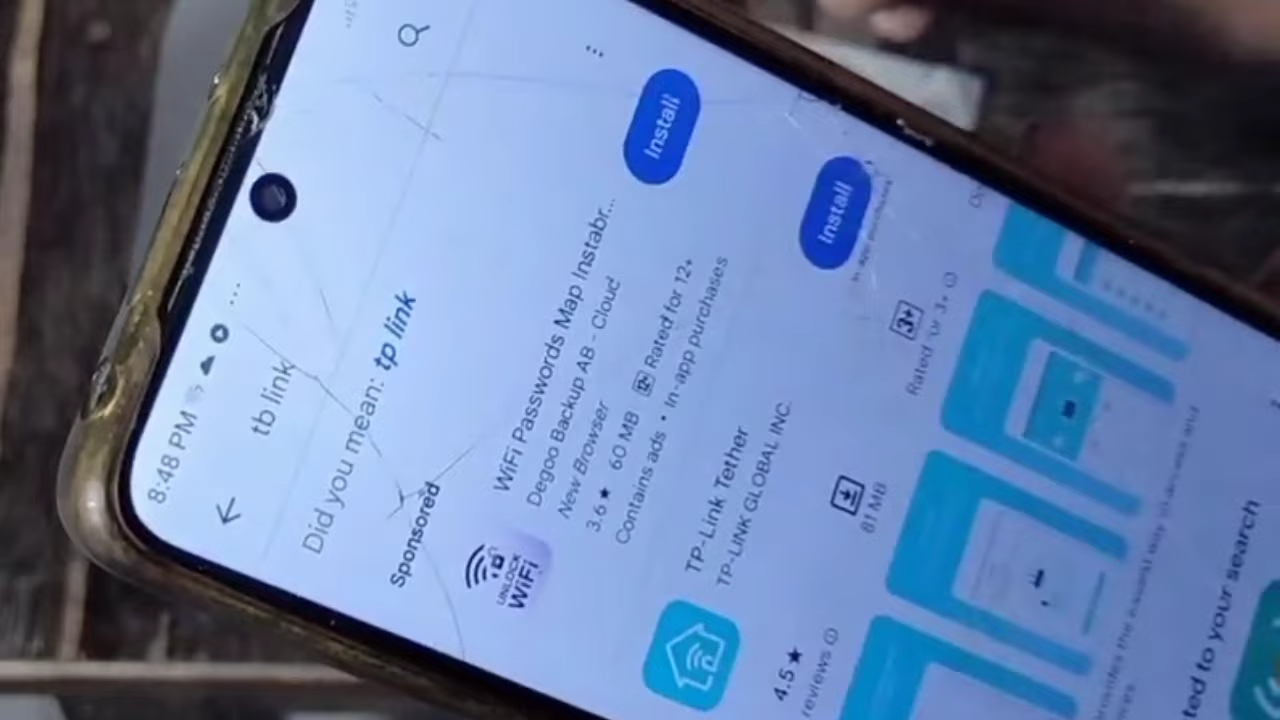 8:48 PM
tb link
Did you mean: tp link
Sponsored
UNLOCK
WiFi
WiFi Passwords Map Instabr...
Degoo Backup AB - Cloud
New Browser
3.6★ 60 MB 12+ Rated for 12+
Contains ads • In-app purchases
Install
TP-Link Tether
TP-LINK GLOBAL INC.
Install
In-app purchases
4.5★
reviews
81 MB
3+
Rated for 3+
ted to your search